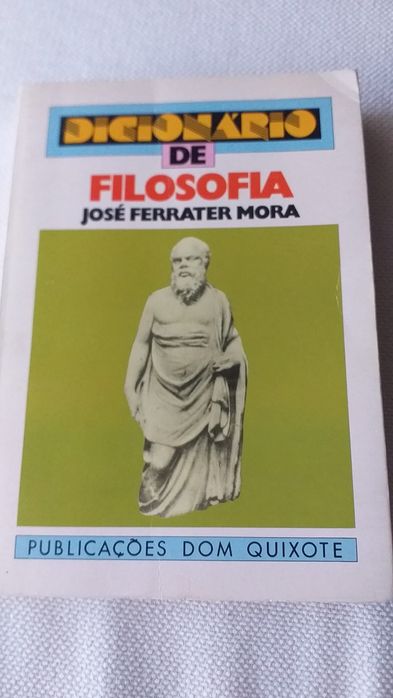 DICIONÁRIO
DE
FILOSOFIA
JOSÉ FERRATER MORA
PUBLICAÇÕES DOM QUIXOTE